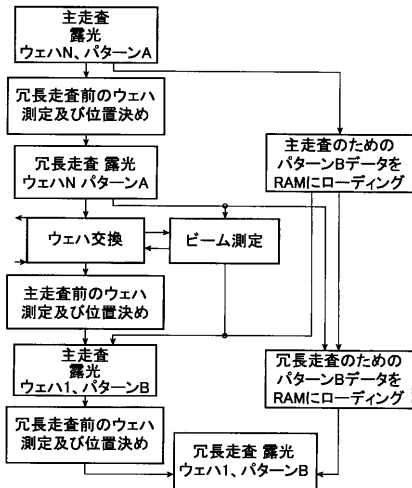 主走査
露光
ウェハN、パターンA
冗長走査前のウェハ
測定及び位置決め
冗長走査 露光
ウェハN パターンA
主走査のための
パターンBデータを
RAMにローディング
ウェハ交換
ビーム測定
主走査前のウェハ
測定及び位置決め
主走査
露光
ウェハ1、パターンB
冗長走査のための
パターンBデータを
RAMにローディング
冗長走査前のウェハ
測定及び位置決め
冗長走査 露光
ウェハ1、パターンB